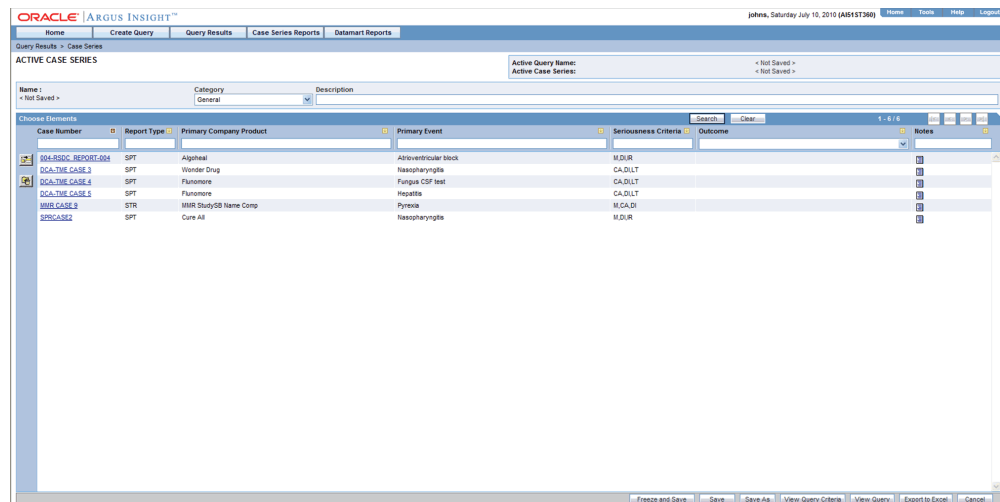 ORACLE | ARGUS INSIGHT™
johns, Saturday July 10, 2010 (AI51ST360) Home Tools Help Logout
Home Create Query Query Results Case Series Reports Datamart Reports
Query Results > Case Series
ACTIVE CASE SERIES
Active Query Name: < Not Saved >
Active Case Series: < Not Saved >
Name : Category Description
< Not Saved > General
Choose Elements Search Clear 1 - 6 / 6
Case Number Report Type Primary Company Product Primary Event Seriousness Criteria Outcome Notes
004-RSDC_REPORT-004 SPT Algoheal Atrioventricular block M,DI,IR
DCA-TME CASE 3 SPT Wonder Drug Nasopharyngitis CA,DI,LT
DCA-TME CASE 4 SPT Flunomore Fungus CSF test CA,DI,LT
DCA-TME CASE 5 SPT Flunomore Hepatitis CA,DI,LT
MMR CASE 9 STR MMR StudySB Name Comp Pyrexia M,CA,DI
SPRCASE2 SPT Cure All Nasopharyngitis M,DI,IR
Freeze and Save Save Save As View Query Criteria View Query Export to Excel Cancel